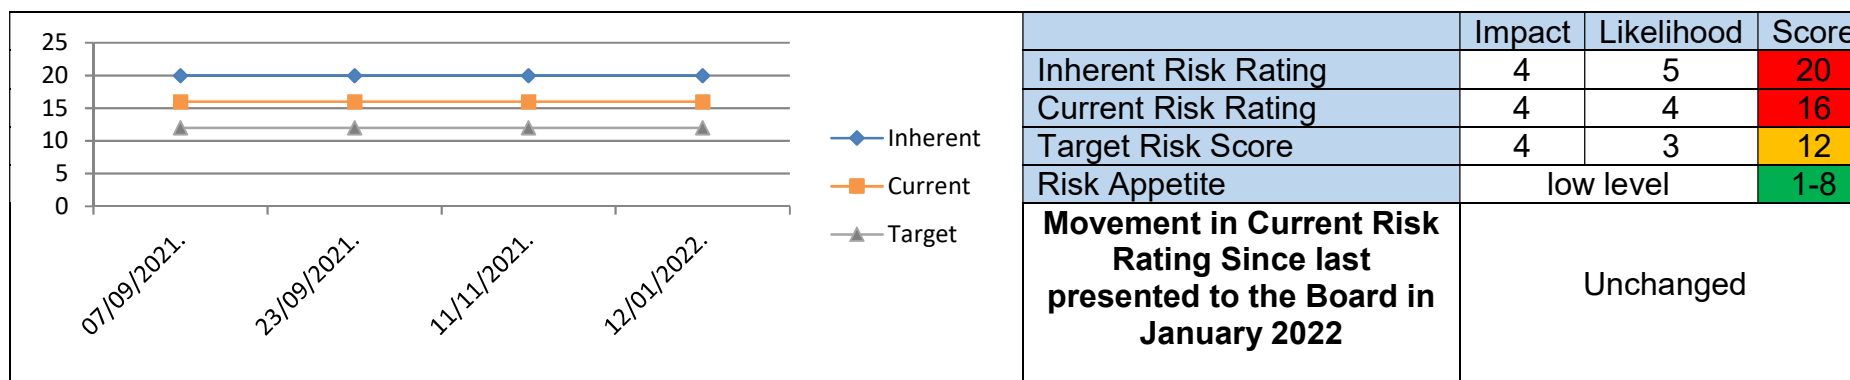 25
20
15
10
5
0
07/09/2021.
23/09/2021.
11/11/2021.
12/01/2022.
Inherent
Current
Target
Impact Likelihood Score
Inherent Risk Rating 4 5 20
Current Risk Rating 4 4 16
Target Risk Score 4 3 12
Risk Appetite low level 1-8
Movement in Current Risk
Rating Since last
presented to the Board in
January 2022
Unchanged